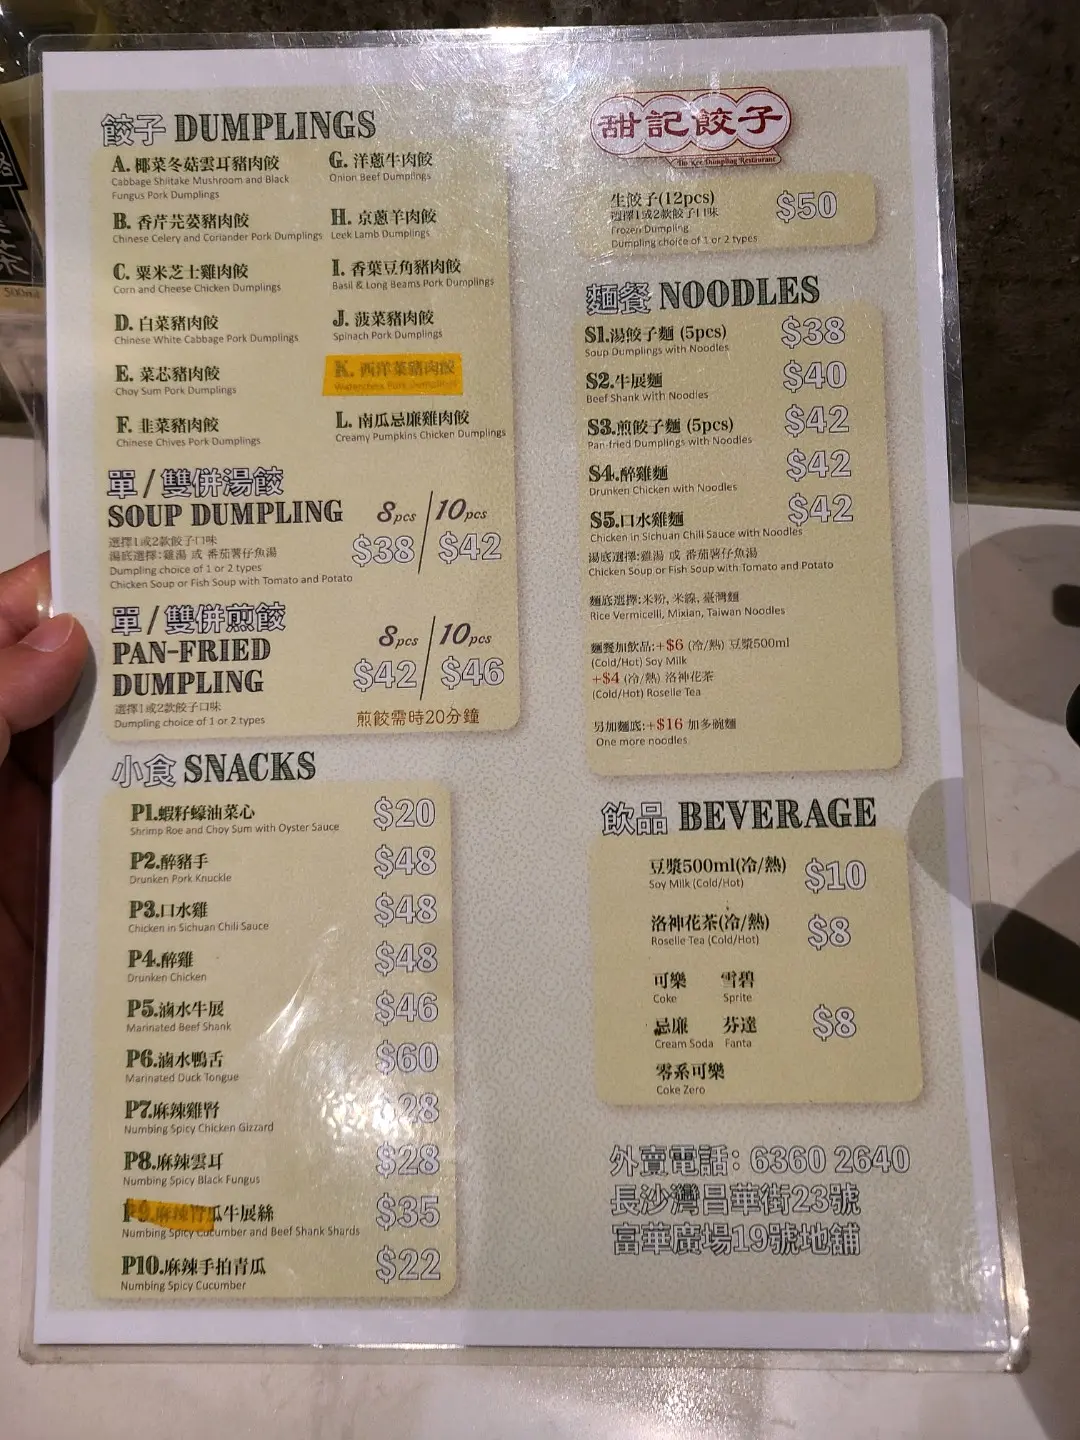 餃子 DUMPLINGS
A. 椰菜冬菇雲耳豬肉餃
Cabbage Shiitake Mushroom and Black
Fungus Pork Dumplings
B. 香芹芫荽豬肉餃
Chinese Celery and Coriander Pork Dumplings
C. 粟米芝士雞肉餃
Corn and Cheese Chicken Dumplings
D. 白菜豬肉餃
Chinese White Cabbage Pork Dumplings
E. 菜芯豬肉餃
Choy Sum Pork Dumplings
F. 韭菜豬肉餃
Chinese Chives Pork Dumplings
G. 洋蔥牛肉餃
Onion Beef Dumplings
H. 京蔥羊肉餃
Leek Lamb Dumplings
I. 香葉豆角豬肉餃
Basil & Long Beams Pork Dumplings
J. 菠菜豬肉餃
Spinach Pork Dumplings
K. 西洋菜豬肉餃
Watercress Pork Dumplings
L. 南瓜忌廉雞肉餃
Creamy Pumpkins Chicken Dumplings
單/雙併湯餃
SOUP DUMPLING
8pcs / 10pcs
$38 / $42
選擇1或2款餃子口味
湯底選擇:雞湯 或 番茄薯仔魚湯
Dumpling choice of 1 or 2 types
Chicken Soup or Fish Soup with Tomato and Potato
單/雙併煎餃
PAN-FRIED
DUMPLING
8pcs / 10pcs
$42 / $46
選擇1或2款餃子口味
Dumpling choice of 1 or 2 types
煎餃需時20分鐘
小食 SNACKS
P1.蝦籽蠔油菜心 $20
Shrimp Roe and Choy Sum with Oyster Sauce
P2.醉豬手 $48
Drunken Pork Knuckle
P3.口水雞 $48
Chicken in Sichuan Chili Sauce
P4.醉雞 $48
Drunken Chicken
P5.滷水牛展 $46
Marinated Beef Shank
P6.滷水鴨舌 $60
Marinated Duck Tongue
P7.麻辣雞腎 $28
Numbing Spicy Chicken Gizzard
P8.麻辣雲耳 $28
Numbing Spicy Black Fungus
P9.麻辣青瓜牛展絲 $35
Numbing Spicy Cucumber and Beef Shank Shards
P10.麻辣手拍青瓜 $22
Numbing Spicy Cucumber
甜記餃子
Tim Kee Dumpling Restaurant
生餃子(12pcs) $50
選擇1或2款餃子口味
Frozen Dumpling
Dumpling choice of 1 or 2 types
麵餐 NOODLES
S1.湯餃子麵 (5pcs) $38
Soup Dumplings with Noodles
S2.牛展麵 $40
Beef Shank with Noodles
S3.煎餃子麵 (5pcs) $42
Pan-fried Dumplings with Noodles
S4.醉雞麵 $42
Drunken Chicken with Noodles
S5.口水雞麵 $42
Chicken in Sichuan Chili Sauce with Noodles
湯底選擇:雞湯 或 番茄薯仔魚湯
Chicken Soup or Fish Soup with Tomato and Potato
麵底選擇:米粉, 米線, 臺灣麵
Rice Vermicelli, Mixian, Taiwan Noodles
麵餐加飲品:+$6 (冷/熱) 豆漿500ml
(Cold/Hot) Soy Milk
+$4 (冷/熱) 洛神花茶
(Cold/Hot) Roselle Tea
另加麵底:+$16 加多碗麵
One more noodles
飲品 BEVERAGE
豆漿500ml(冷/熱) $10
Soy Milk (Cold/Hot)
洛神花茶(冷/熱) $8
Roselle Tea (Cold/Hot)
可樂 雪碧
Coke Sprite
忌廉 芬達 $8
Cream Soda Fanta
零系可樂
Coke Zero
外賣電話: 6360 2640
長沙灣昌華街23號
富華廣場19號地舖
茶
500ml